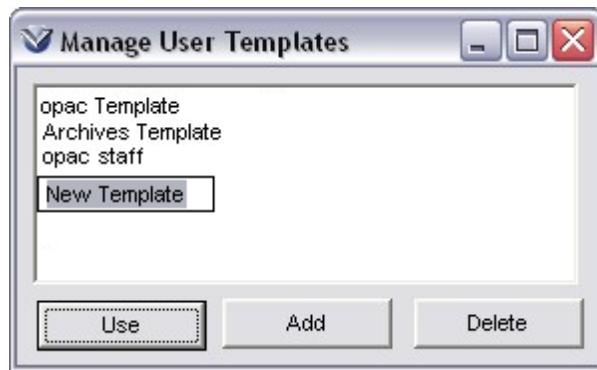 Manage User Templates
opac Template
Archives Template
opac staff
New Template
Use Add Delete